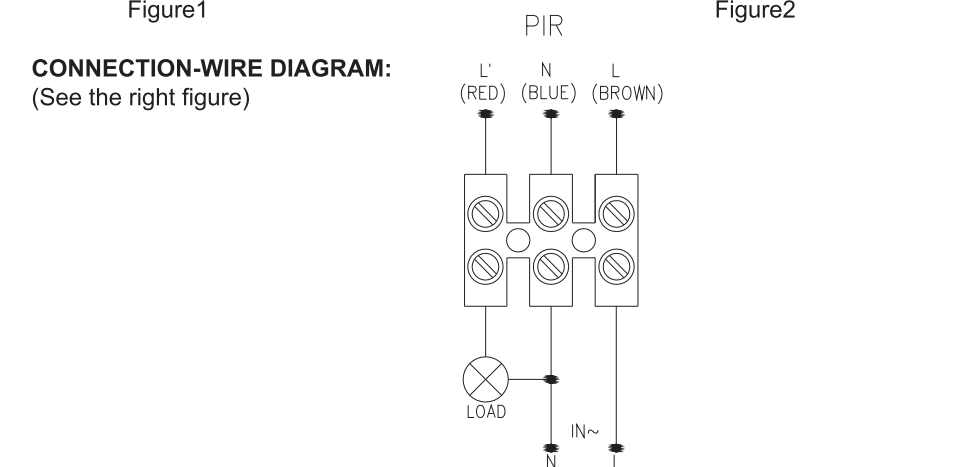 Figure1
Figure2
PIR
CONNECTION-WIRE DIAGRAM:
(See the right figure)
L' N L
(RED) (BLUE) (BROWN)
LOAD
IN~
N L